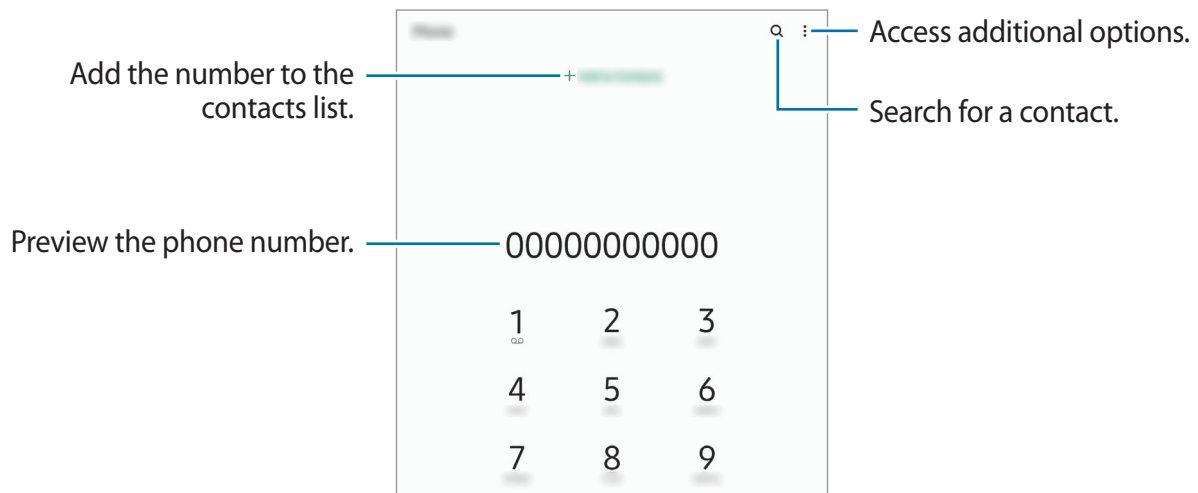 Access additional options.
Add the number to the
contacts list.
Search for a contact.
Preview the phone number.
00000000000
1 2 3
4 5 6
7 8 9